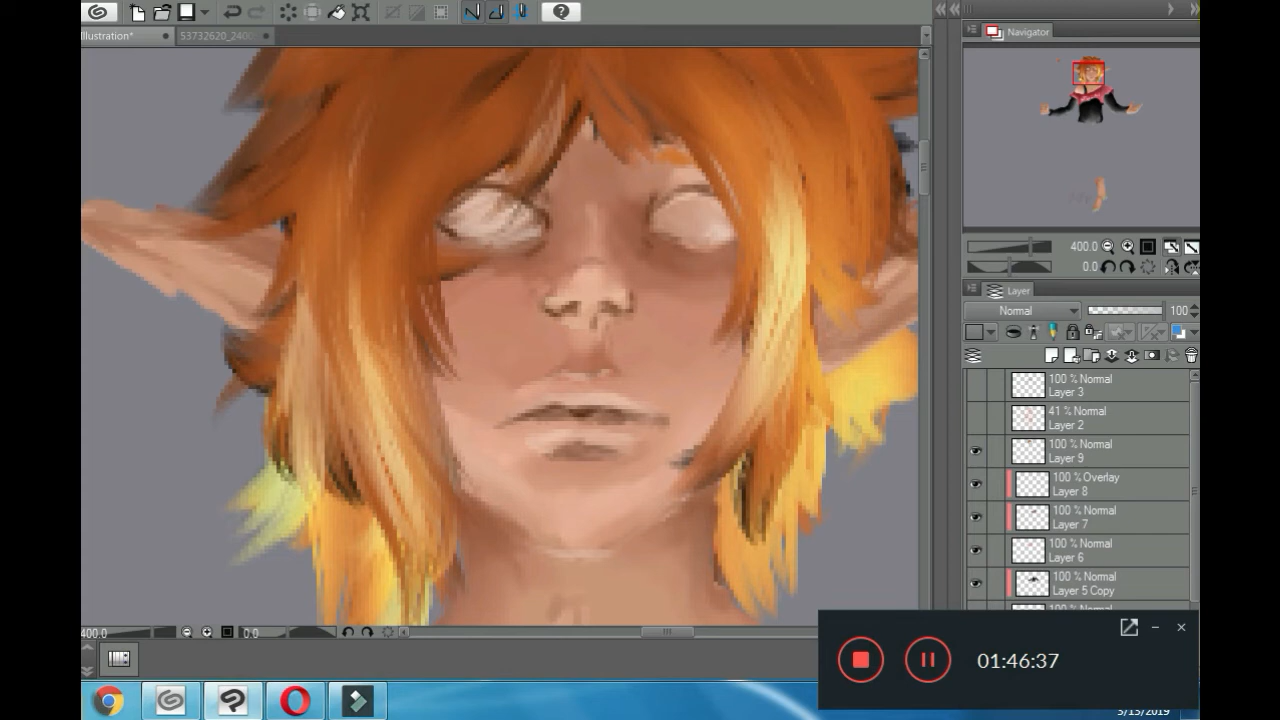 llustration*
53732620_2400
Navigator
400.0
0.0
Layer
Normal
100
100 % Normal
Layer 3
41 % Normal
Layer 2
100 % Normal
Layer 9
100 % Overlay
Layer 8
100 % Normal
Layer 7
100 % Normal
Layer 6
100 % Normal
Layer 5 Copy
400.0
0.0
01:46:37
3/13/2019